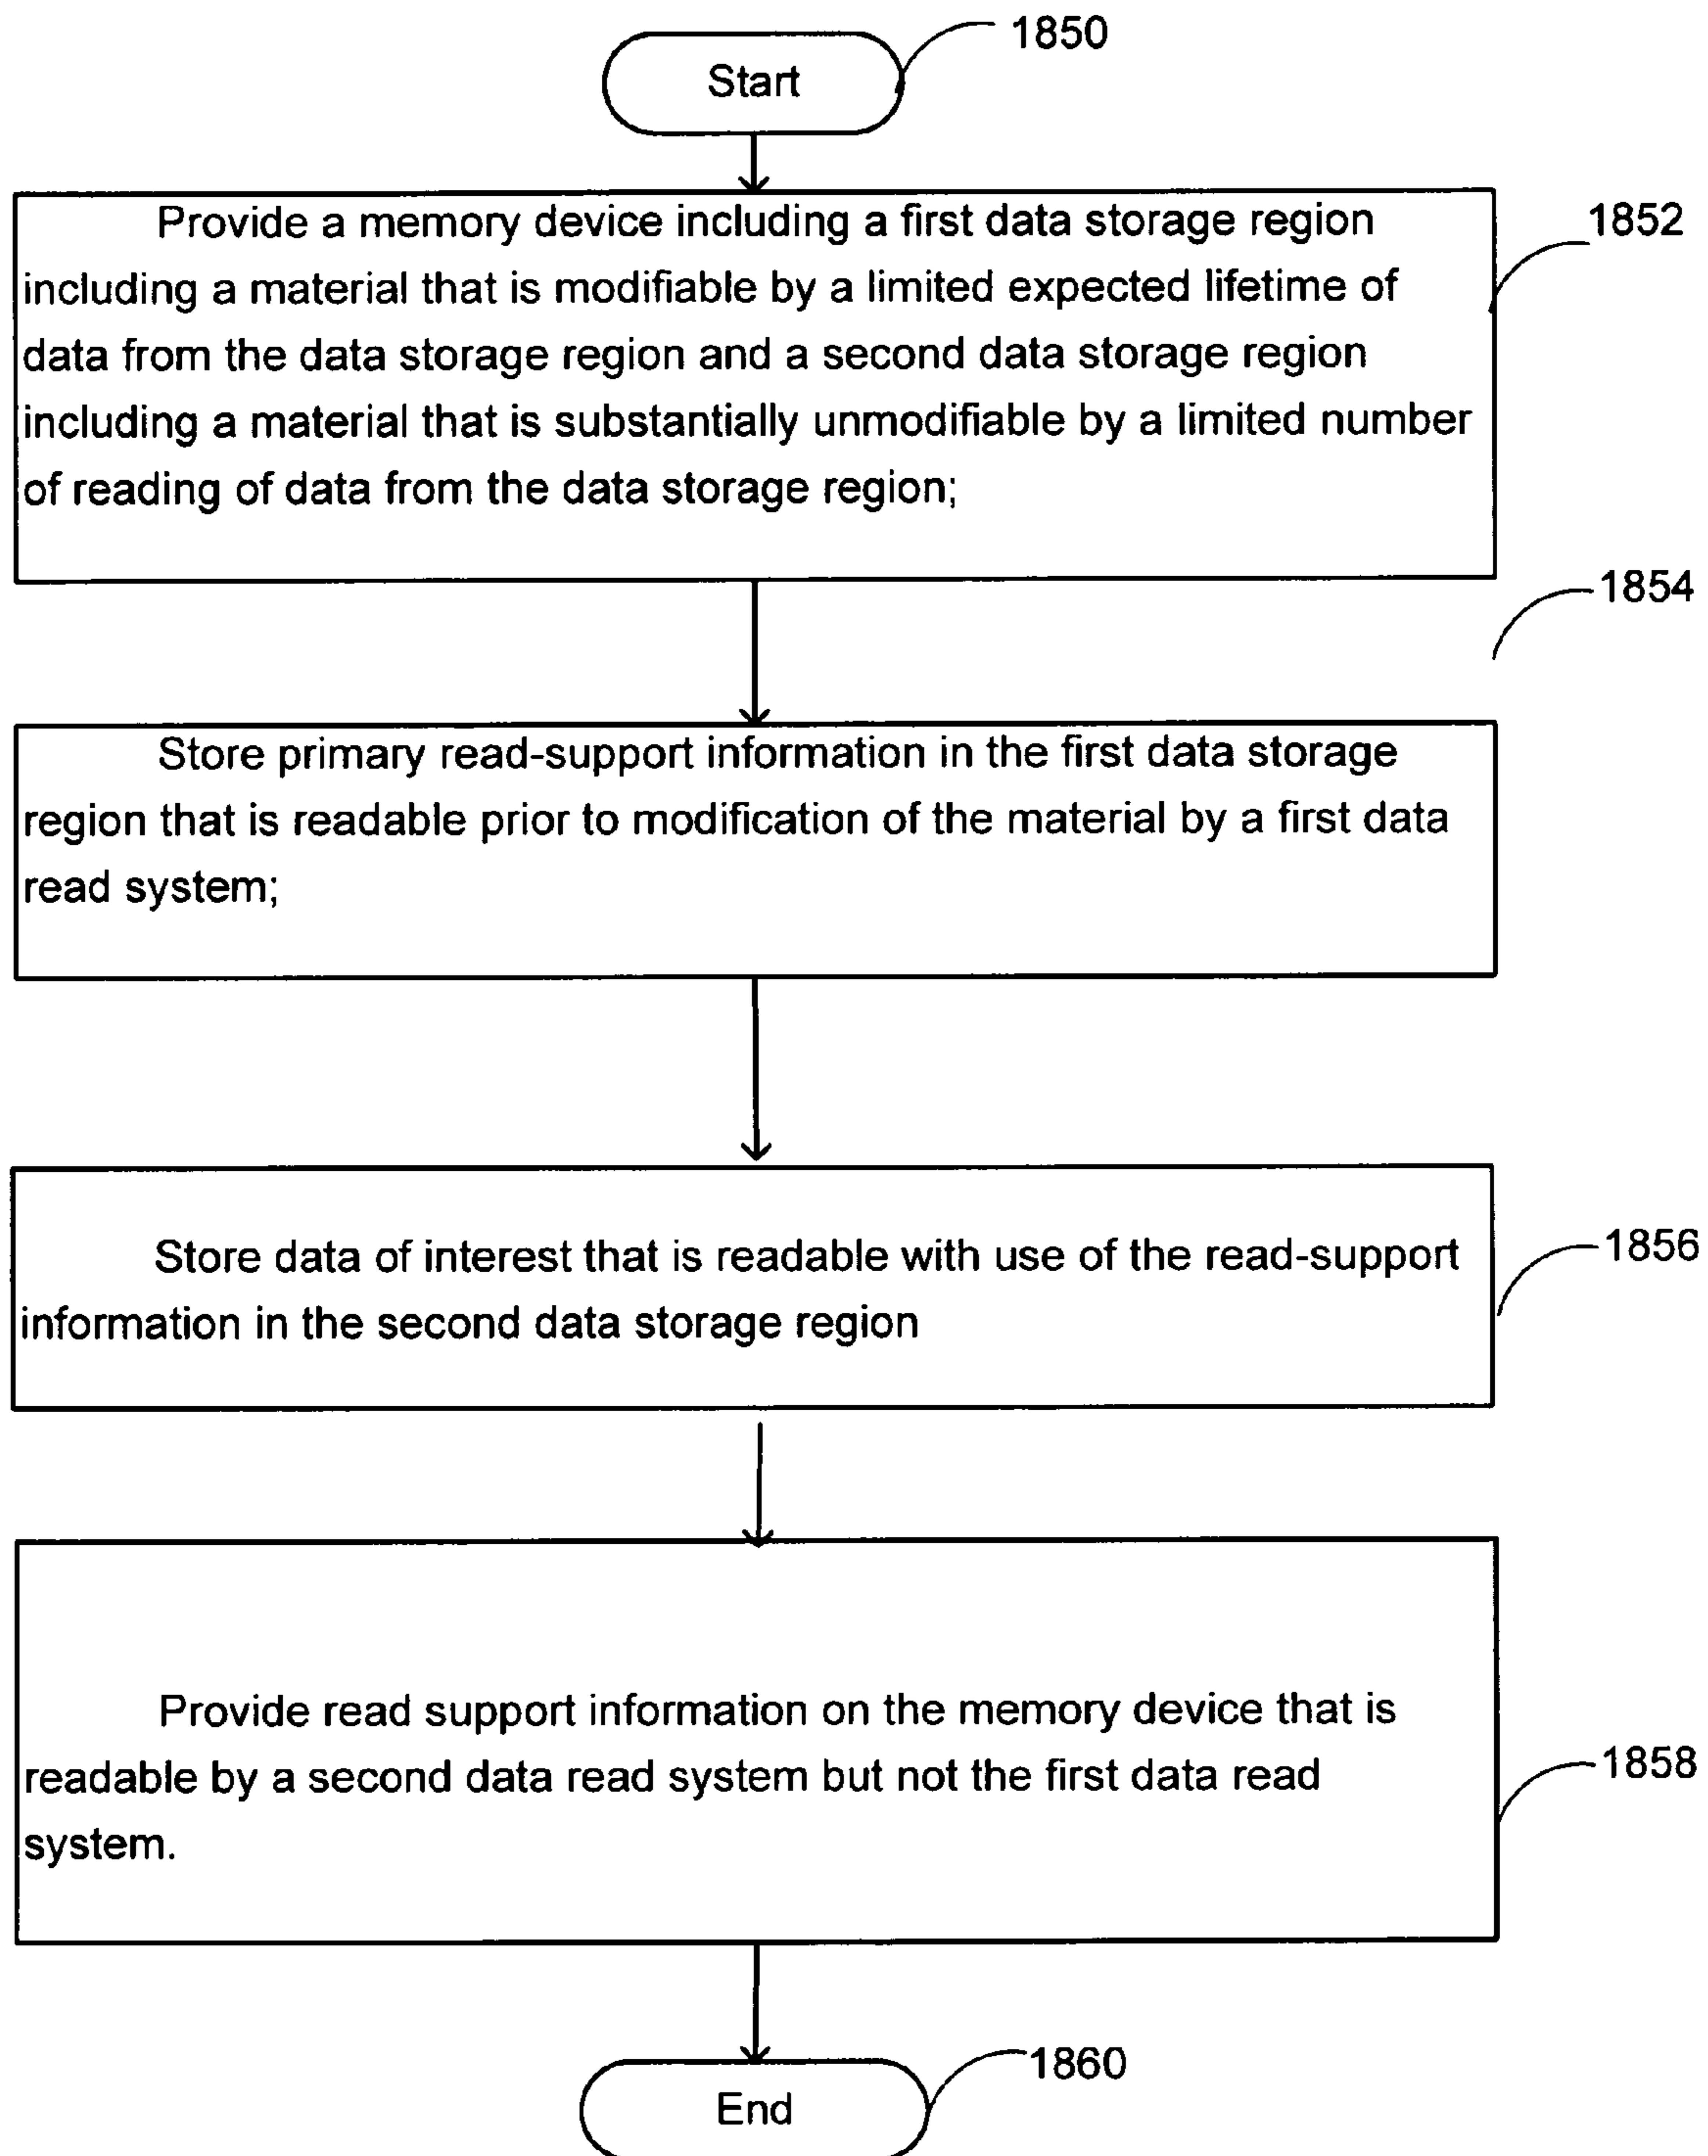 1850
Start
1852
Provide a memory device including a first data storage region
including a material that is modifiable by a limited expected lifetime of
data from the data storage region and a second data storage region
including a material that is substantially unmodifiable by a limited number
of reading of data from the data storage region;
1854
Store primary read-support information in the first data storage
region that is readable prior to modification of the material by a first data
read system;
1856
Store data of interest that is readable with use of the read-support
information in the second data storage region
Provide read support information on the memory device that is
readable by a second data read system but not the first data read
system.
1858
1860
End